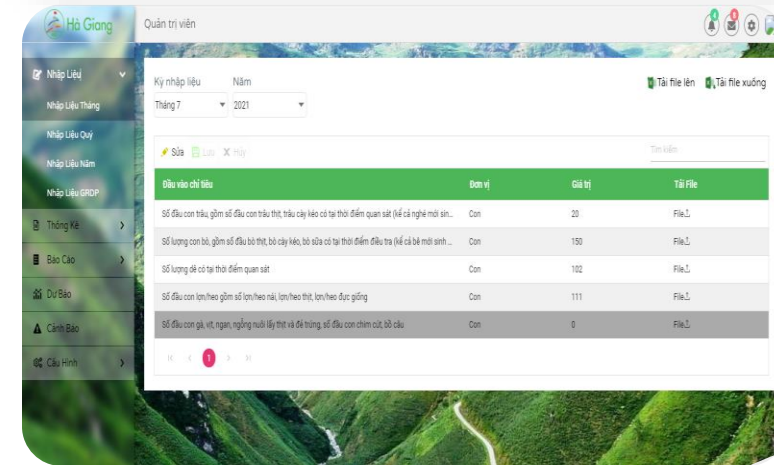 Hà Giang
Quản trị viên
4
0
Nhập Liệu
Nhập Liệu Tháng
Nhập Liệu Quý
Nhập Liệu Năm
Nhập Liệu GRDP
Thống Kê
Báo Cáo
Dự Báo
Cảnh Báo
Cấu Hình
Kỳ nhập liệu Năm
Tháng 7 2021
Tải file lên Tải file xuống
Sửa Lưu Hủy
Tìm kiếm
Đầu vào chỉ tiêu Đơn vị Giá trị Tải File
Số đầu con trâu, gồm số đầu con trâu thịt, trâu cày kéo có tại thời điểm quan sát (kể cả nghé mới sin... Con 20 File
Số lượng con bò, gồm số đầu bò thịt, bò cày kéo, bò sữa có tại thời điểm điều tra (kể cả bê mới sinh ... Con 150 File
Số lượng dê có tại thời điểm quan sát Con 102 File
Số đầu con lợn/heo gồm số lợn/heo nái, lợn/heo thịt, lợn/heo đực giống Con 111 File
Số đầu con gà, vịt, ngan, ngỗng nuôi lấy thịt và đẻ trứng, số đầu con chim cút, bồ câu Con 0 File
1